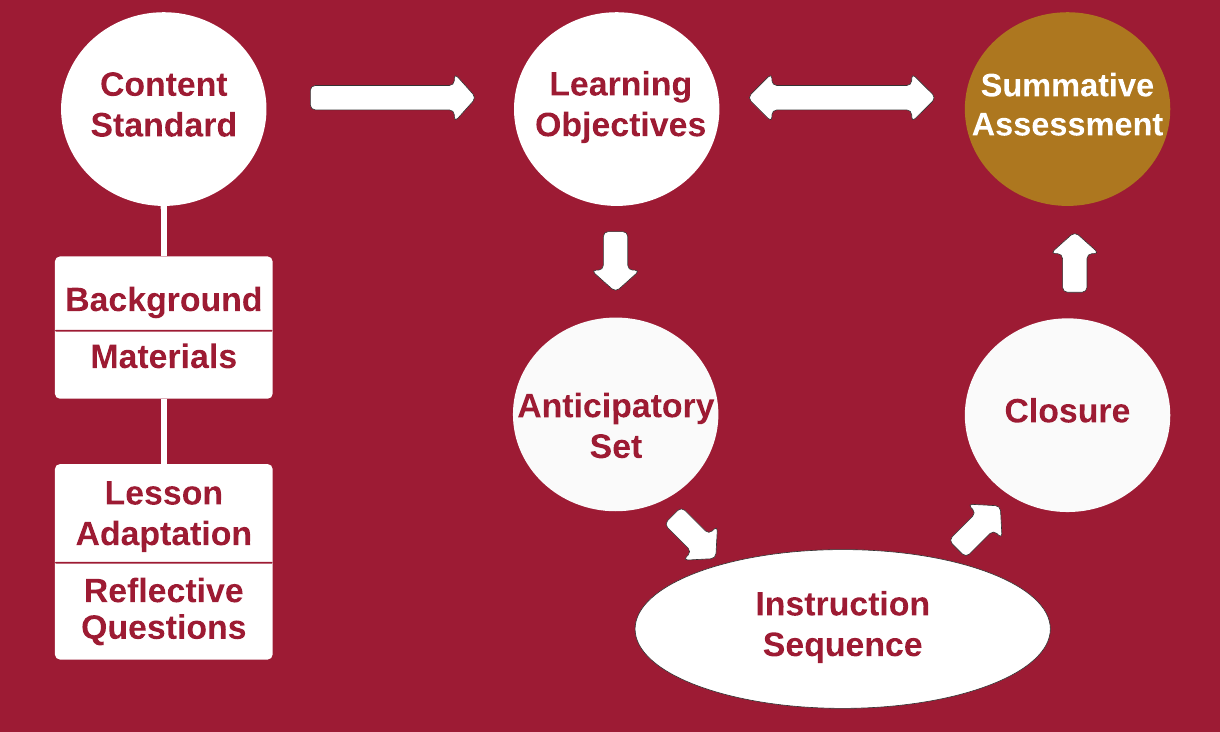 Content
Standard
Learning
Objectives
Summative
Assessment
Background
Materials
Anticipatory
Set
Closure
Lesson
Adaptation
Reflective
Questions
Instruction
Sequence